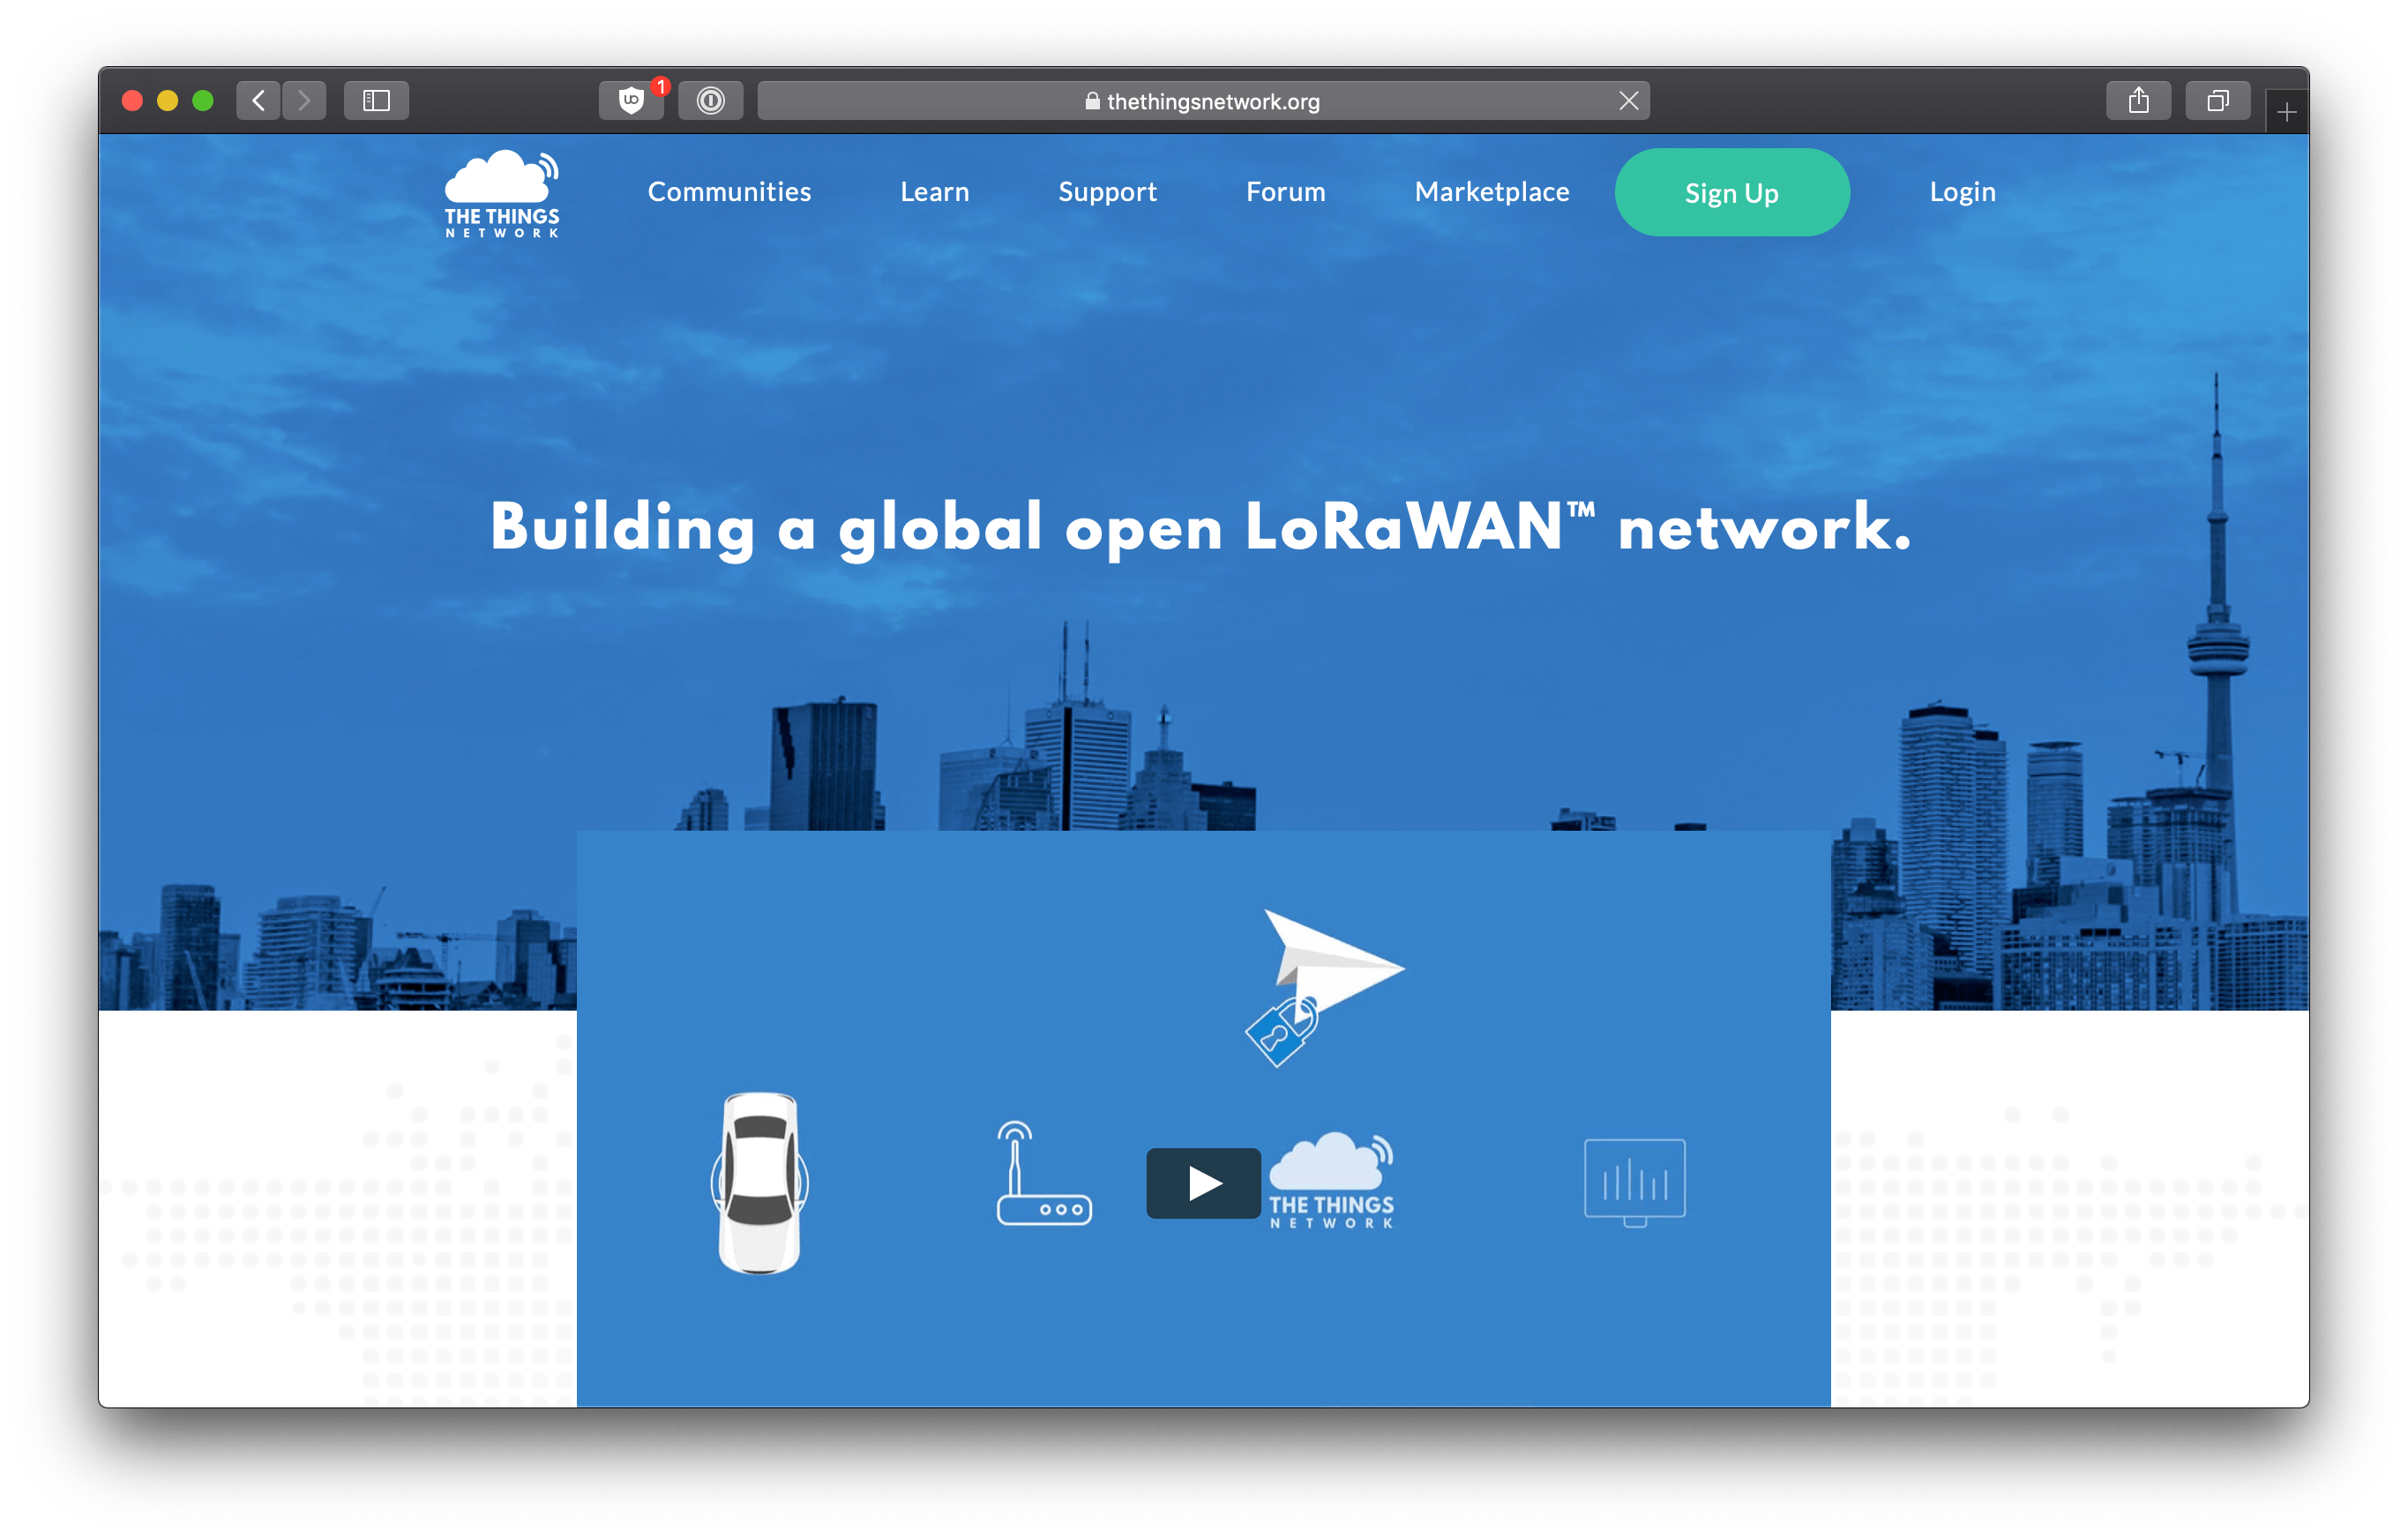 1
thethingsnetwork.org
THE THINGS
NETWORK
Communities
Learn
Support
Forum
Marketplace
Sign Up
Login
Building a global open LoRaWAN™ network.
THE THINGS
NETWORK